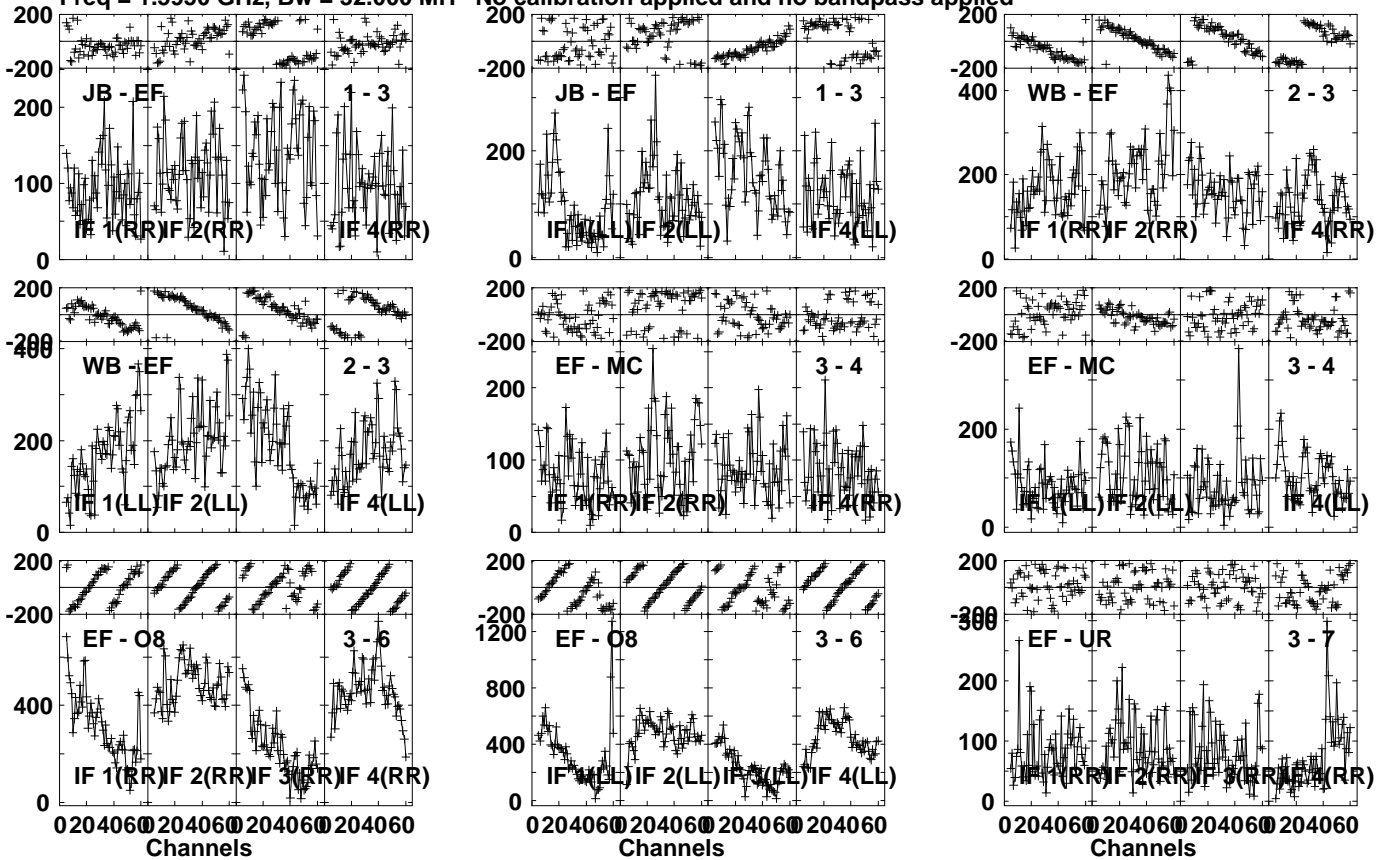 Freq = GHz, Bw = 32.000 MH No calibration applied and no bandpass applied
200
-200
JB - EF 1 - 3
200
100
0
IF 1(RR) IF 2(RR) IF 4(RR)
200
-200
JB - EF 1 - 3
200
0
IF 1(LL) IF 2(LL) IF 4(LL)
200
-200
WB - EF 2 - 3
400
200
0
IF 1(RR) IF 2(RR) IF 4(RR)
200
-200
WB - EF 2 - 3
400
200
0
IF 1(LL) IF 2(LL) IF 4(LL)
200
-200
EF - MC 3 - 4
200
100
0
IF 1(RR) IF 2(RR) IF 4(RR)
200
-200
EF - MC 3 - 4
200
0
IF 1(LL) IF 2(LL) IF 4(LL)
200
-200
EF - O8 3 - 6
400
0
IF 1(RR) IF 2(RR) IF 3(RR) IF 4(RR)
0 20 40 60 0 20 40 60 0 20 40 60 0 20 40 60
Channels
200
-200
EF - O8 3 - 6
1200
800
400
0
IF 1(LL) IF 2(LL) IF 3(LL) IF 4(LL)
0 20 40 60 0 20 40 60 0 20 40 60 0 20 40 60
Channels
200
-200
EF - UR 3 - 7
300
200
100
0
IF 1(RR) IF 2(RR) IF 3(RR) IF 4(RR)
0 20 40 60 0 20 40 60 0 20 40 60 0 20 40 60
Channels